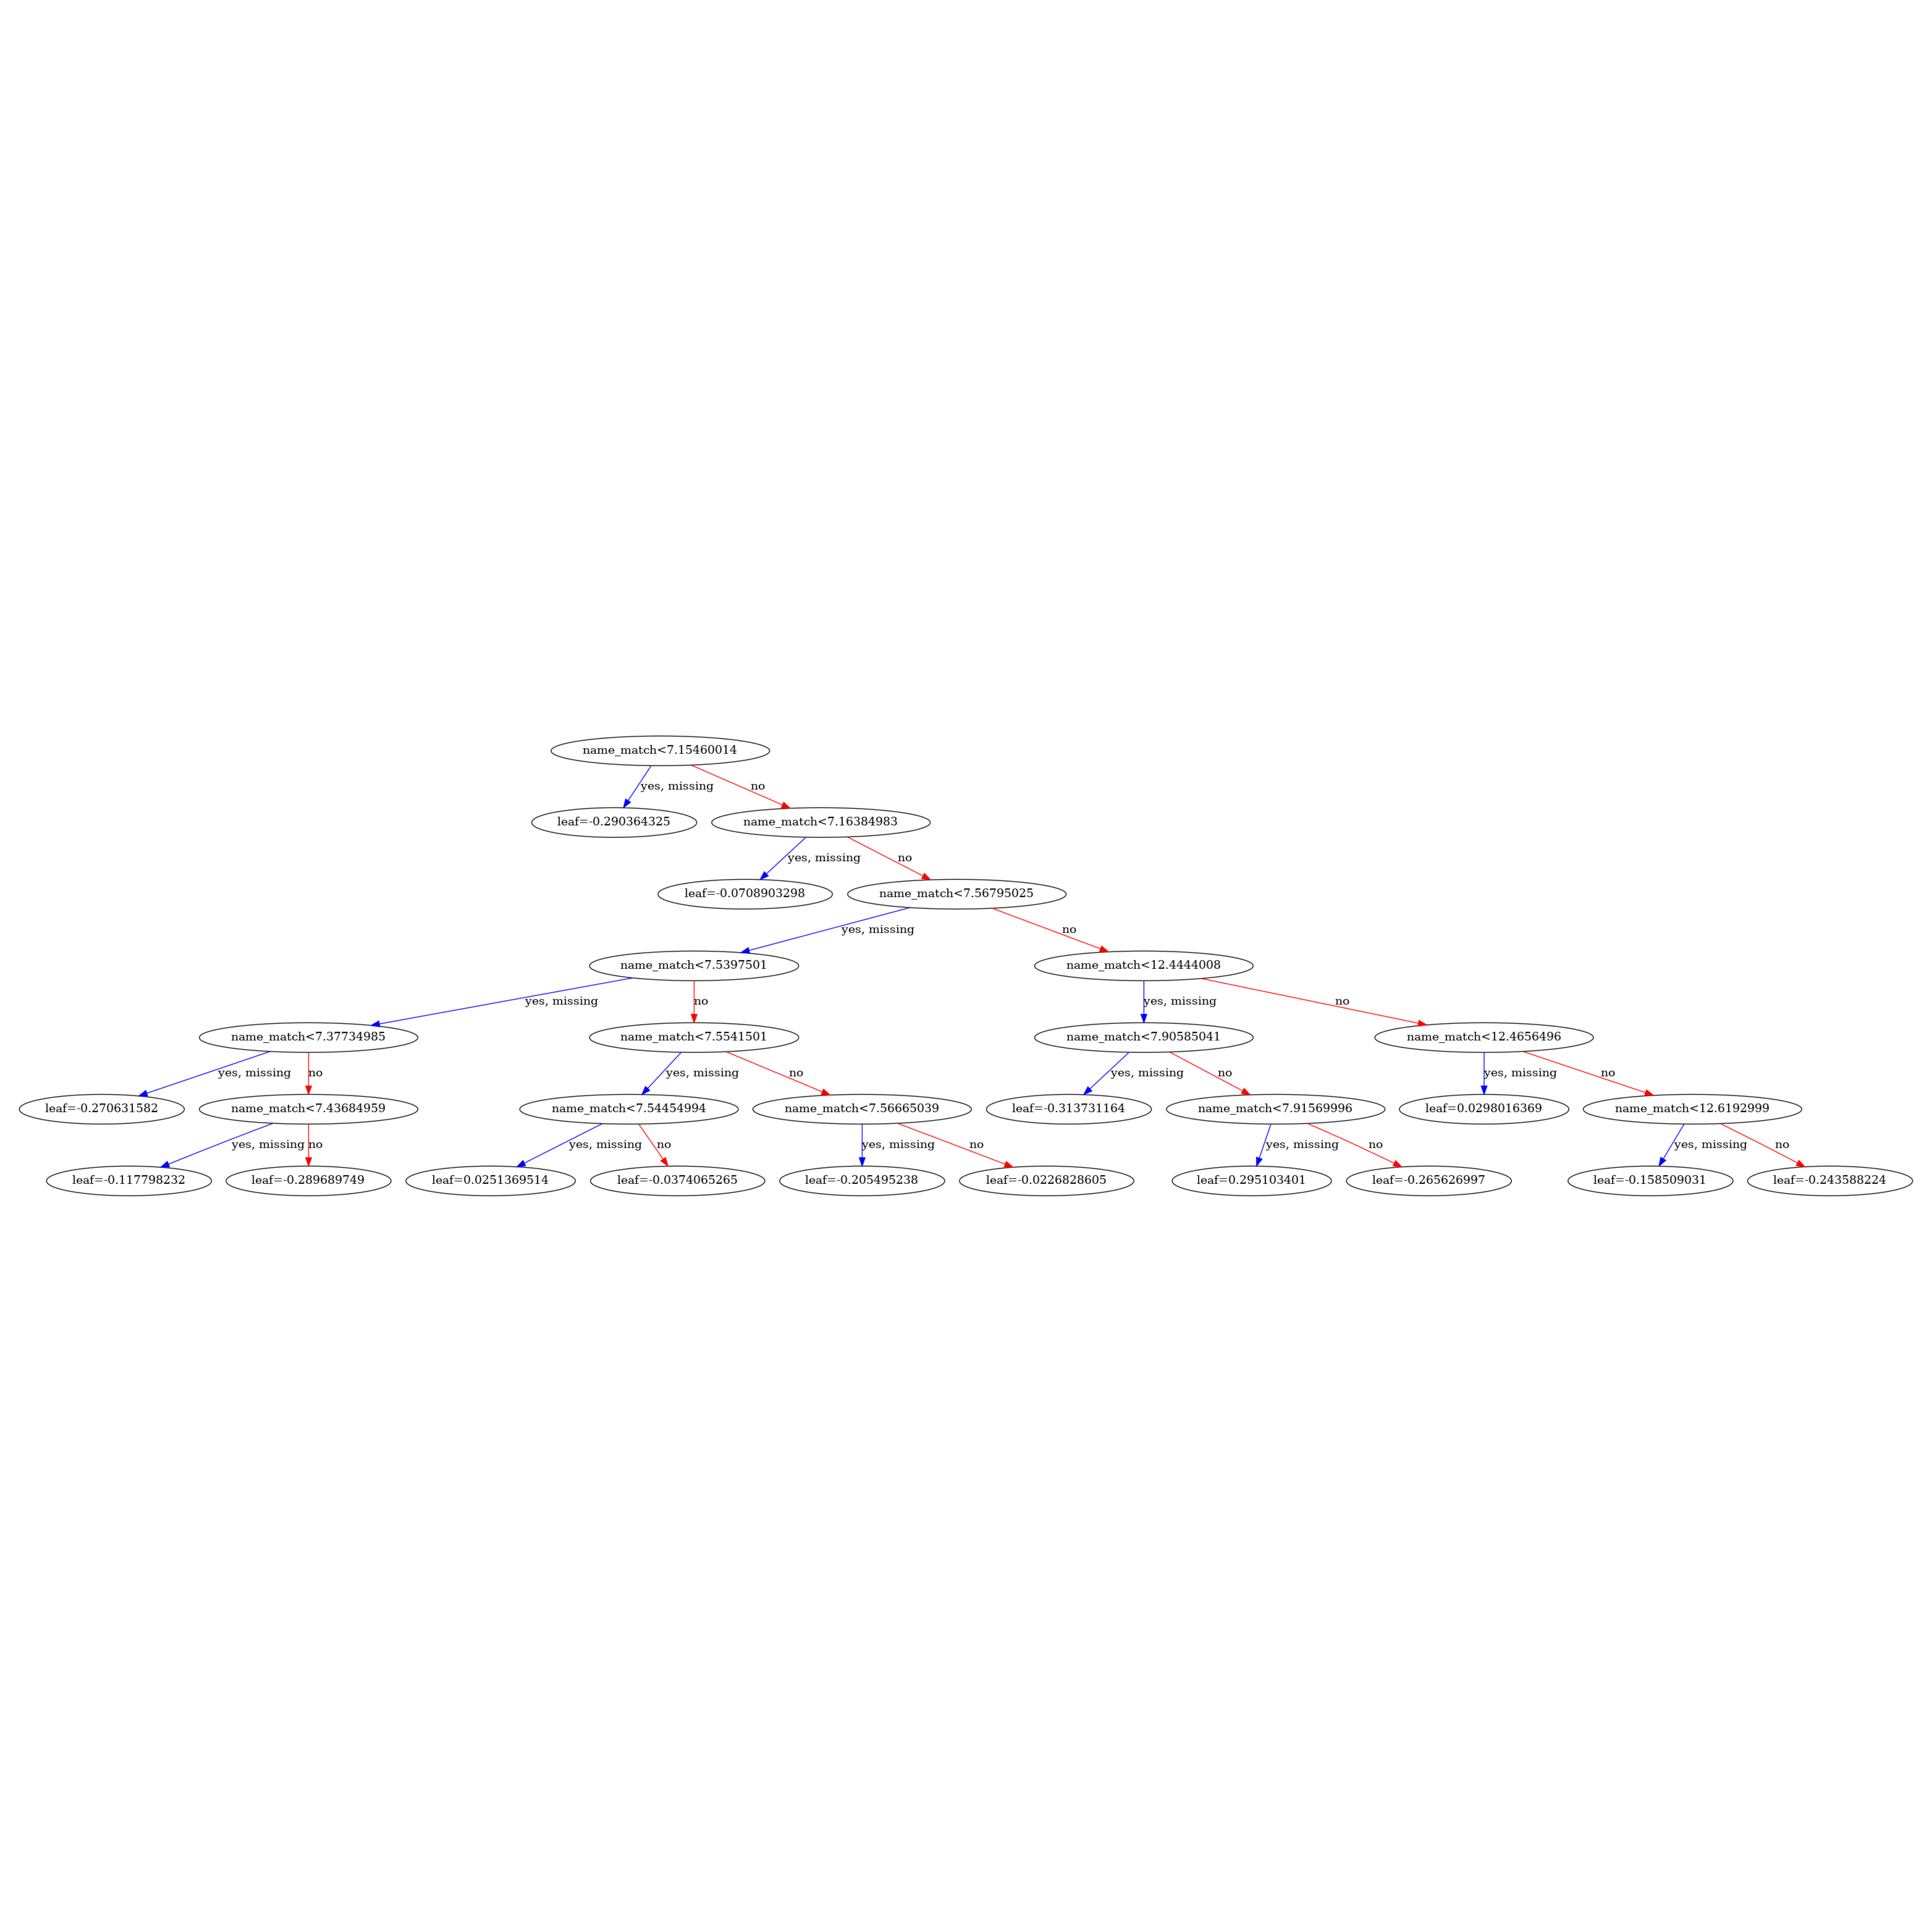 name_match<7.15460014
yes, missing
no
leaf=-0.290364325
name_match<7.16384983
yes, missing
no
leaf=-0.0708903298
name_match<7.56795025
yes, missing
no
name_match<7.5397501
name_match<12.4444008
yes, missing
no
yes, missing
no
name_match<7.37734985
name_match<7.5541501
name_match<7.90585041
name_match<12.4656496
yes, missing
no
yes, missing
no
yes, missing
no
yes, missing
no
leaf=-0.270631582
name_match<7.43684959
name_match<7.54454994
name_match<7.56665039
leaf=-0.313731164
name_match<7.91569996
leaf=0.0298016369
name_match<12.6192999
yes, missing
no
yes, missing
no
yes, missing
no
yes, missing
no
yes, missing
no
leaf=-0.117798232
leaf=-0.289689749
leaf=0.0251369514
leaf=-0.0374065265
leaf=-0.205495238
leaf=-0.0226828605
leaf=0.295103401
leaf=-0.265626997
leaf=-0.158509031
leaf=-0.243588224